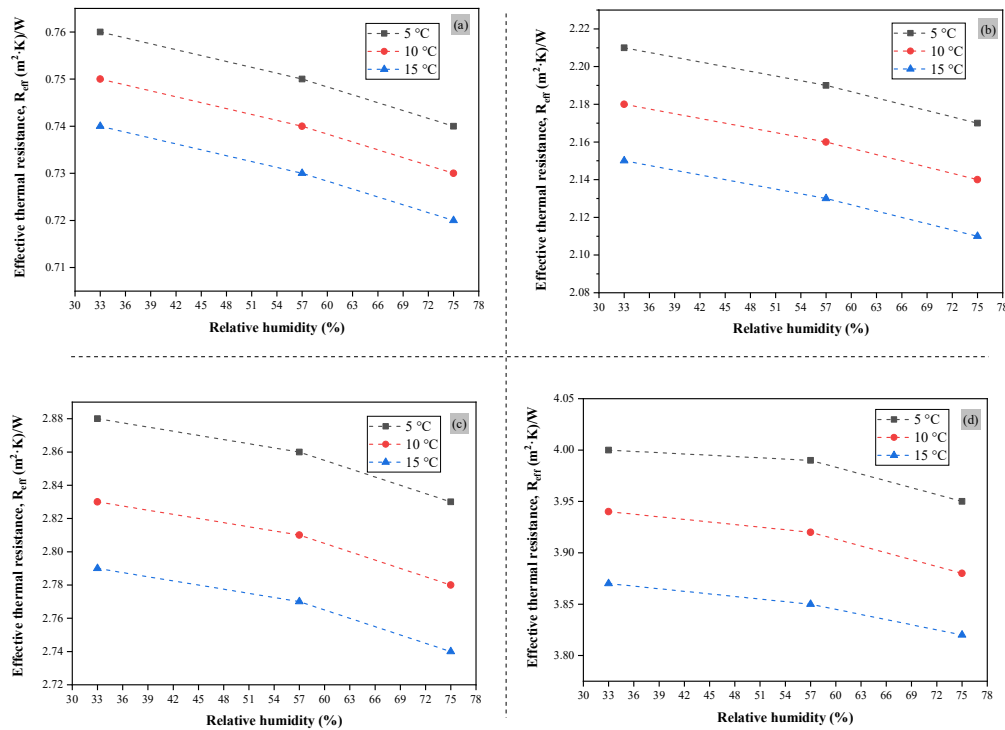 (a)
5 °C
10 °C
15 °C
0.76
0.75
0.74
0.73
0.72
0.71
30 33 36 39 42 45 48 51 54 57 60 63 66 69 72 75 78
Effective thermal resistance, R_eff (m²·K)/W
Relative humidity (%)
(b)
5 °C
10 °C
15 °C
2.22
2.20
2.18
2.16
2.14
2.12
2.10
2.08
30 33 36 39 42 45 48 51 54 57 60 63 66 69 72 75 78
Effective thermal resistance, R_eff (m²·K)/W
Relative humidity (%)
(c)
5 °C
10 °C
15 °C
2.88
2.86
2.84
2.82
2.80
2.78
2.76
2.74
2.72
30 33 36 39 42 45 48 51 54 57 60 63 66 69 72 75 78
Effective thermal resistance, R_eff (m²·K)/W
Relative humidity (%)
(d)
5 °C
10 °C
15 °C
4.05
4.00
3.95
3.90
3.85
3.80
30 33 36 39 42 45 48 51 54 57 60 63 66 69 72 75 78
Effective thermal resistance, R_eff (m²·K)/W
Relative humidity (%)